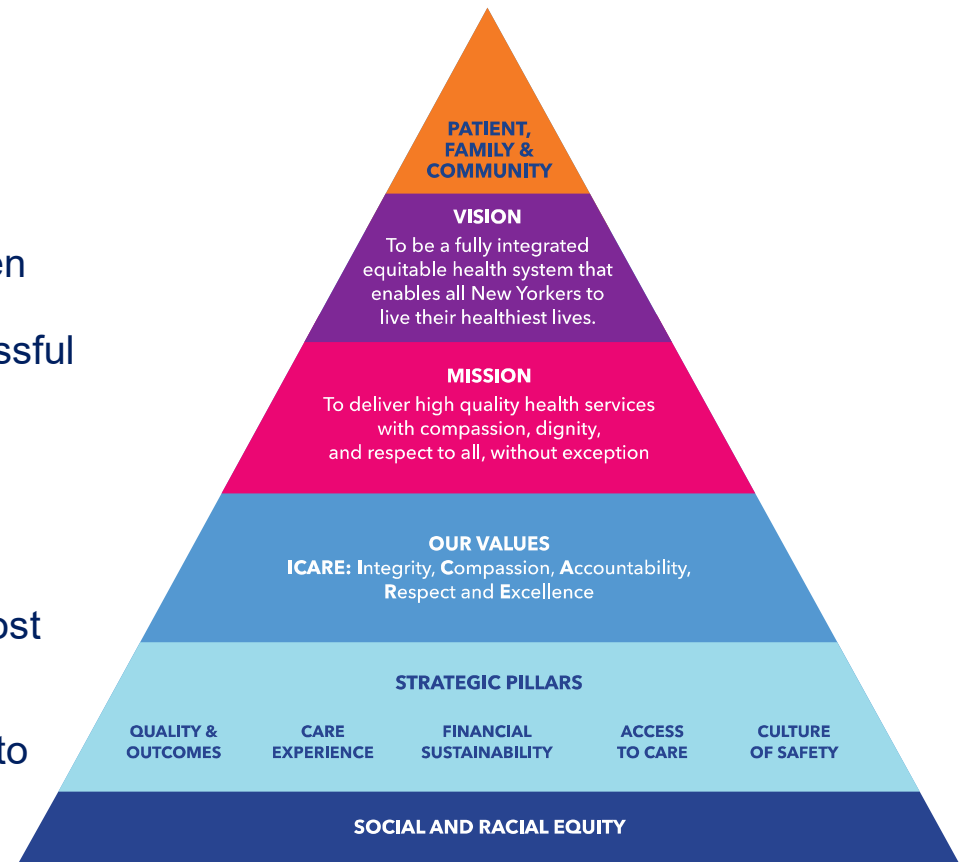 en
ssful
ost
to
PATIENT,
FAMILY &
COMMUNITY
VISION
To be a fully integrated
equitable health system that
enables all New Yorkers to
live their healthiest lives.
MISSION
To deliver high quality health services
with compassion, dignity,
and respect to all, without exception
OUR VALUES
ICARE: Integrity, Compassion, Accountability,
Respect and Excellence
STRATEGIC PILLARS
QUALITY &
OUTCOMES
CARE
EXPERIENCE
FINANCIAL
SUSTAINABILITY
ACCESS
TO CARE
CULTURE
OF SAFETY
SOCIAL AND RACIAL EQUITY